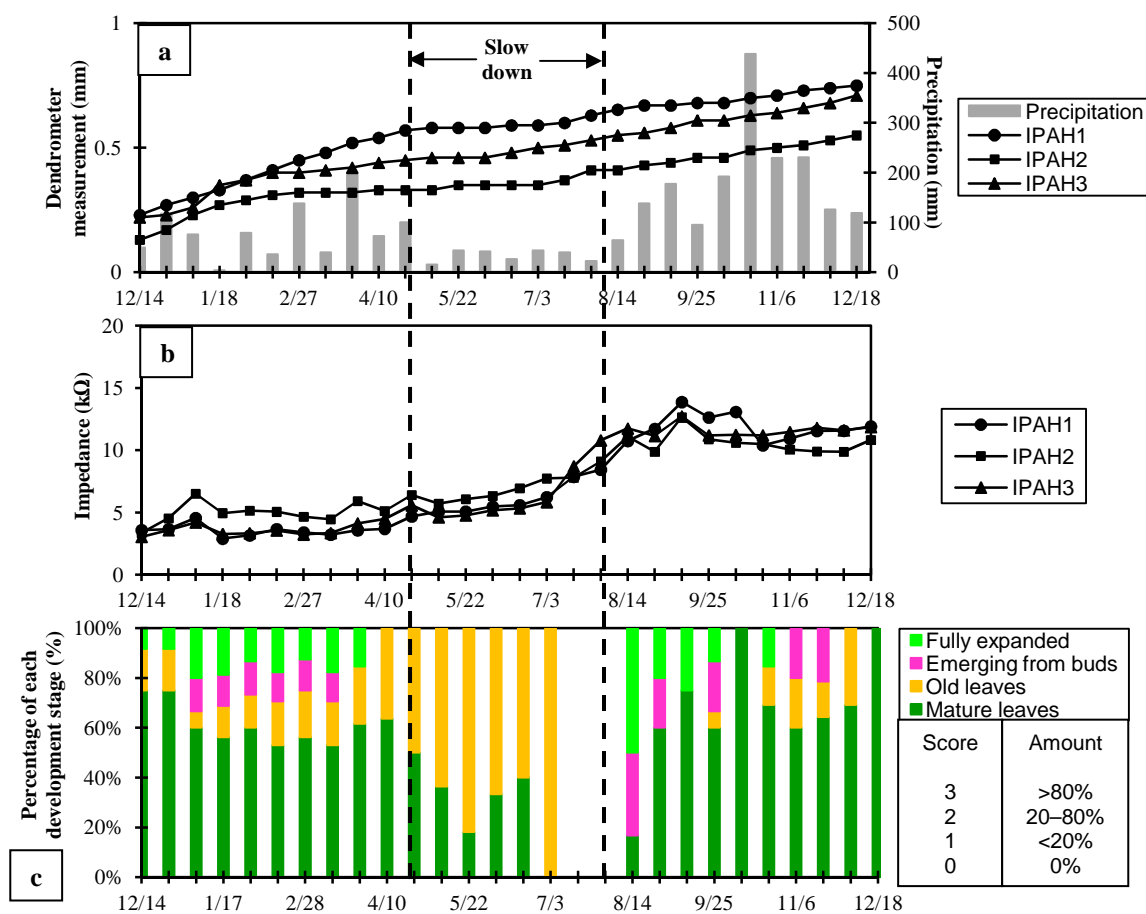 a
Slow
down
Dendrometer
measurement (mm)
1
0.5
0
500
400
300
200
100
0
Precipitation
(mm)
12/14
1/18
2/27
4/10
5/22
7/3
8/14
9/25
11/6
12/18
Precipitation
IPAH1
IPAH2
IPAH3
b
Impedance (kΩ)
20
15
10
5
0
12/14
1/18
2/27
4/10
5/22
7/3
8/14
9/25
11/6
12/18
IPAH1
IPAH2
IPAH3
c
Percentage of each
development stage (%)
100%
80%
60%
40%
20%
0%
12/14
1/17
2/28
4/10
5/22
7/3
8/14
9/25
11/6
12/18
Fully expanded
Emerging from buds
Old leaves
Mature leaves
Score Amount
3 >80%
2 20–80%
1 <20%
0 0%